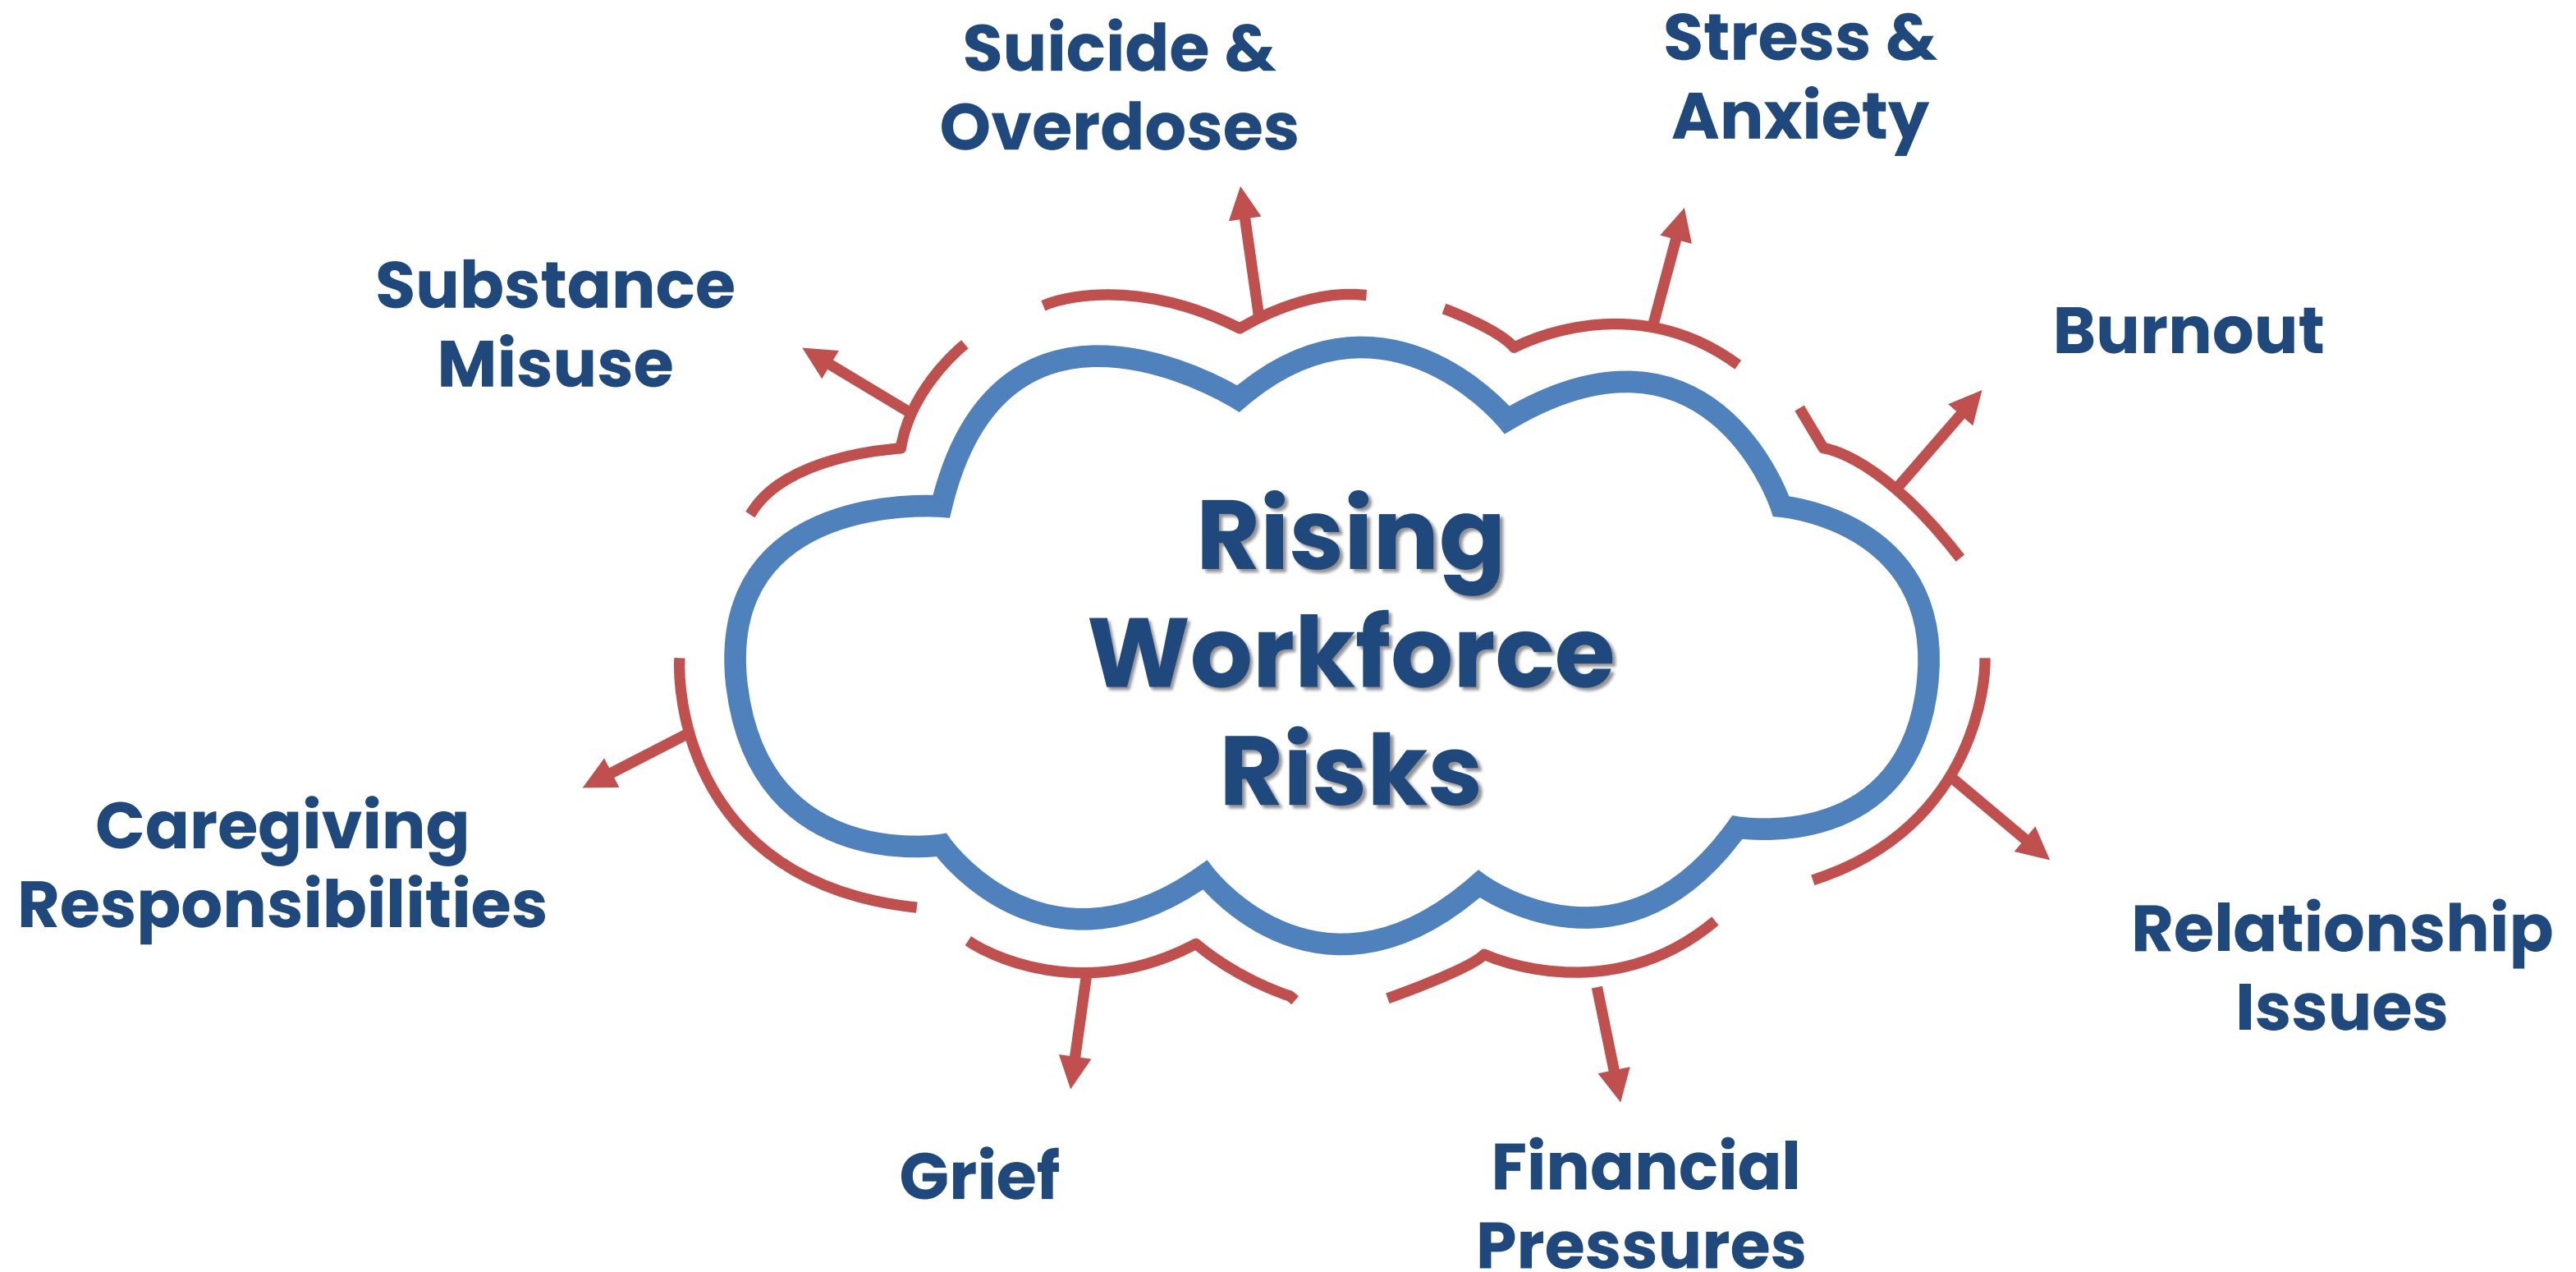 Suicide &
Overdoses
Stress &
Anxiety
Substance
Misuse
Burnout
Rising
Workforce
Risks
Caregiving
Responsibilities
Relationship
Issues
Grief
Financial
Pressures